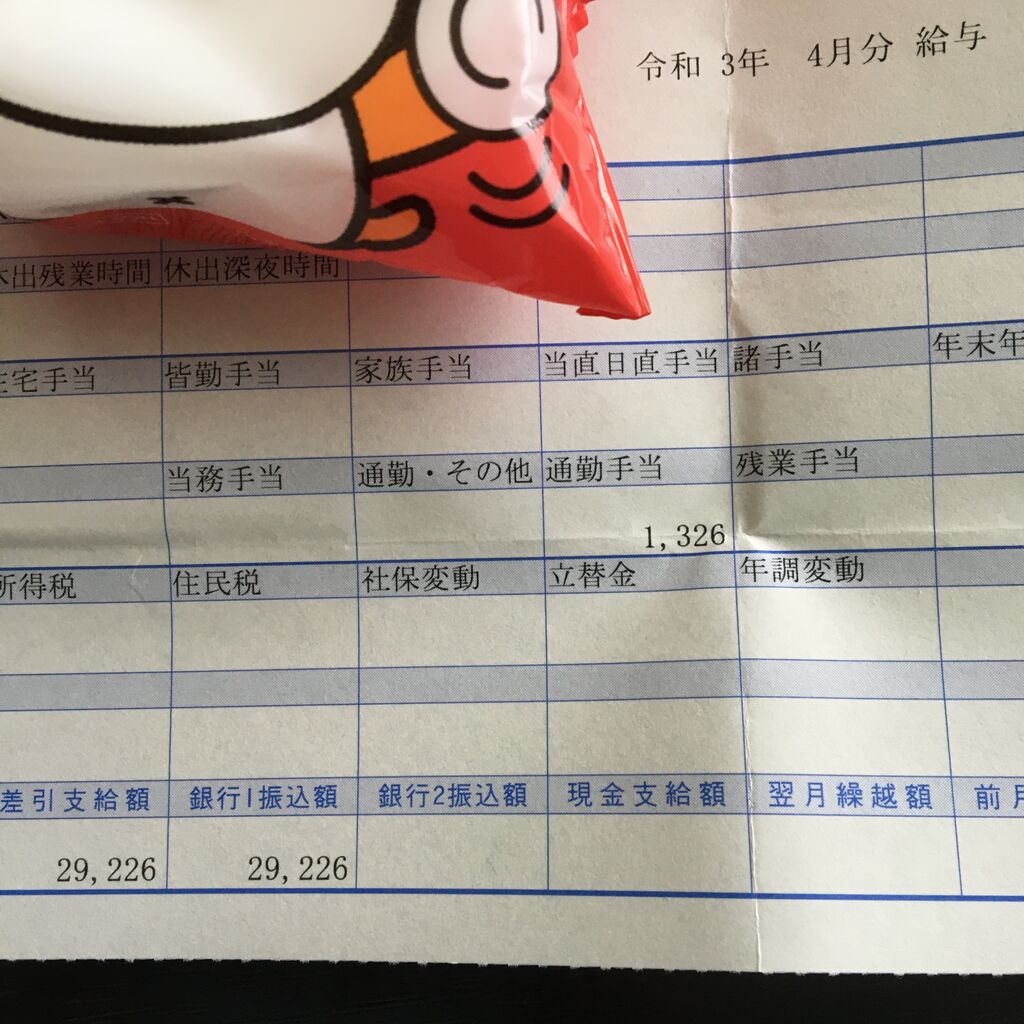 令和 3年 4月分 給与
休出残業時間 休出深夜時間
住宅手当 皆勤手当 家族手当 当直日直手当 諸手当 年末年
当務手当 通勤・その他 通勤手当 残業手当
1,326
所得税 住民税 社保変動 立替金 年調変動
差引支給額 銀行1振込額 銀行2振込額 現金支給額 翌月繰越額 前月
29,226 29,226